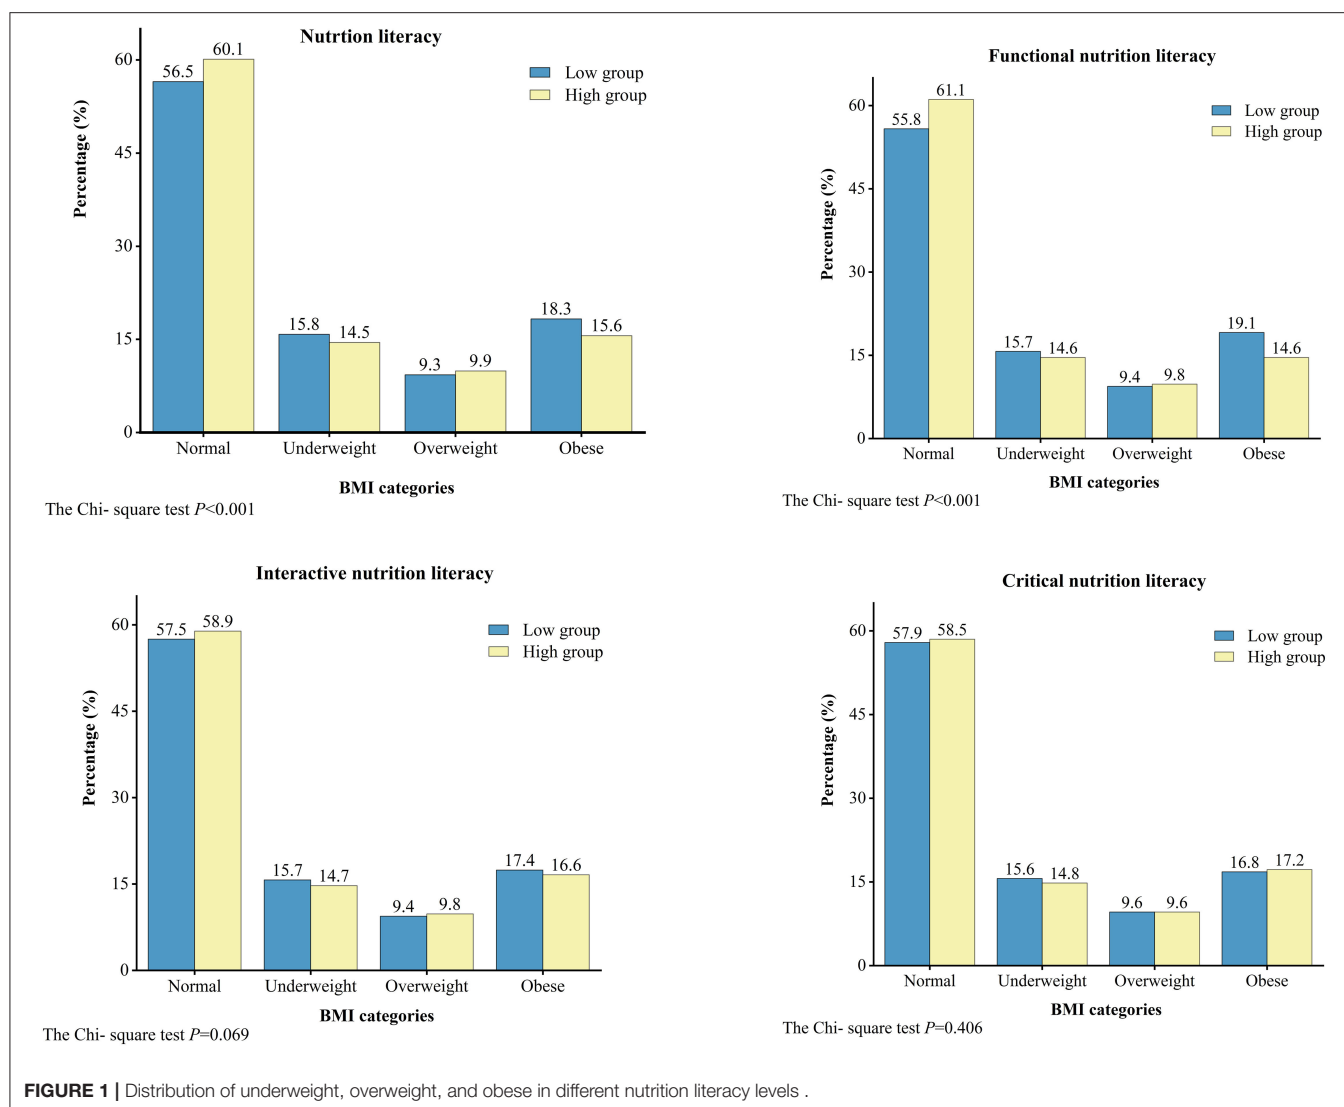 Nutrtion literacy
Low group
High group
Percentage (%)
60
45
30
15
0
56.5
60.1
15.8
14.5
9.3
9.9
18.3
15.6
Normal
Underweight
Overweight
Obese
BMI categories
The Chi- square test P<0.001
Functional nutrition literacy
Low group
High group
Percentage (%)
60
45
30
15
0
55.8
61.1
15.7
14.6
9.4
9.8
19.1
14.6
Normal
Underweight
Overweight
Obese
BMI categories
The Chi- square test P<0.001
Interactive nutrition literacy
Low group
High group
Percentage (%)
60
45
30
15
0
57.5
58.9
15.7
14.7
9.4
9.8
17.4
16.6
Normal
Underweight
Overweight
Obese
BMI categories
The Chi- square test P=0.069
Critical nutrition literacy
Low group
High group
Percentage (%)
60
45
30
15
0
57.9
58.5
15.6
14.8
9.6
9.6
16.8
17.2
Normal
Underweight
Overweight
Obese
BMI categories
The Chi- square test P=0.406
FIGURE 1 | Distribution of underweight, overweight, and obese in different nutrition literacy levels .